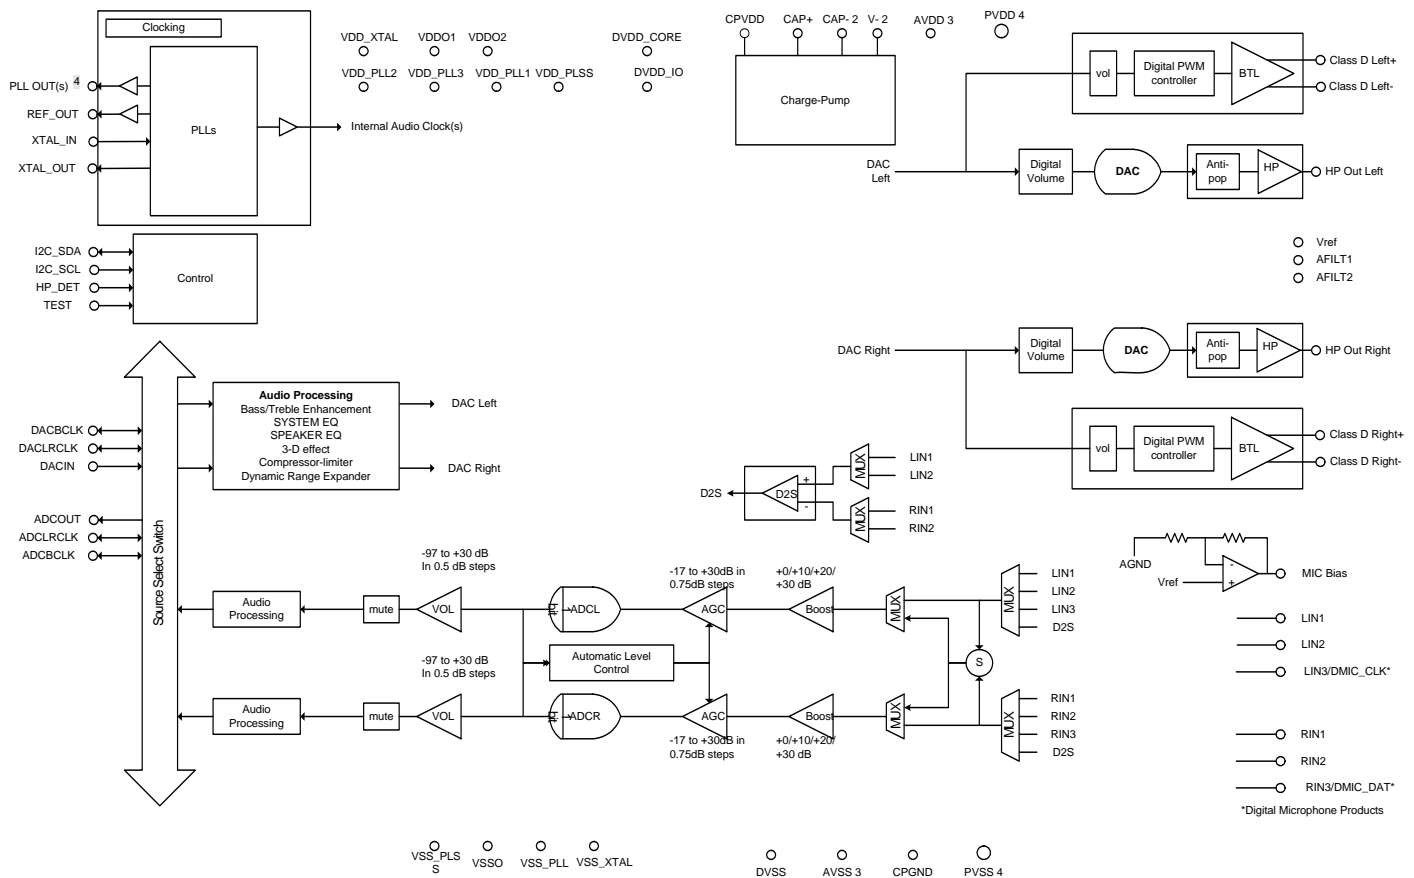 Clocking
PLL OUT(s) 4
REF_OUT
XTAL_IN
XTAL_OUT
PLLs
Internal Audio Clock(s)
VDD_XTAL
VDDO1
VDDO2
DVDD_CORE
VDD_PLL2
VDD_PLL3
VDD_PLL1
VDD_PLSS
DVDD_IO
CPVDD
CAP+
CAP- 2
V- 2
AVDD 3
PVDD 4
Charge-Pump
vol
Digital PWM
controller
BTL
Class D Left+
Class D Left-
DAC
Left
Digital
Volume
DAC
Anti-
pop
HP
HP Out Left
I2C_SDA
I2C_SCL
HP_DET
TEST
Control
Vref
AFILT1
AFILT2
DAC Right
Digital
Volume
DAC
Anti-
pop
HP
HP Out Right
vol
Digital PWM
controller
BTL
Class D Right+
Class D Right-
DACBCLK
DACLRCLK
DACIN
ADCOUT
ADCLRCLK
ADCBCLK
Source Select Switch
Audio Processing
Bass/Treble Enhancement
SYSTEM EQ
SPEAKER EQ
3-D effect
Compressor-limiter
Dynamic Range Expander
DAC Left
DAC Right
D2S
D2S
+
-
MUX
LIN1
LIN2
MUX
RIN1
RIN2
AGND
Vref
-
+
MIC Bias
-97 to +30 dB
In 0.5 dB steps
-17 to +30dB in
0.75dB steps
+0/+10/+20/
+30 dB
Audio
Processing
mute
VOL
ADCL
AGC
Boost
MUX
MUX
LIN1
LIN2
LIN3
D2S
Automatic Level
Control
S
-97 to +30 dB
In 0.5 dB steps
Audio
Processing
mute
VOL
ADCR
AGC
Boost
MUX
MUX
RIN1
RIN2
RIN3
D2S
-17 to +30dB in
0.75dB steps
+0/+10/+20/
+30 dB
LIN1
LIN2
LIN3/DMIC_CLK*
RIN1
RIN2
RIN3/DMIC_DAT*
*Digital Microphone Products
VSS_PLS
S
VSSO
VSS_PLL
VSS_XTAL
DVSS
AVSS 3
CPGND
PVSS 4